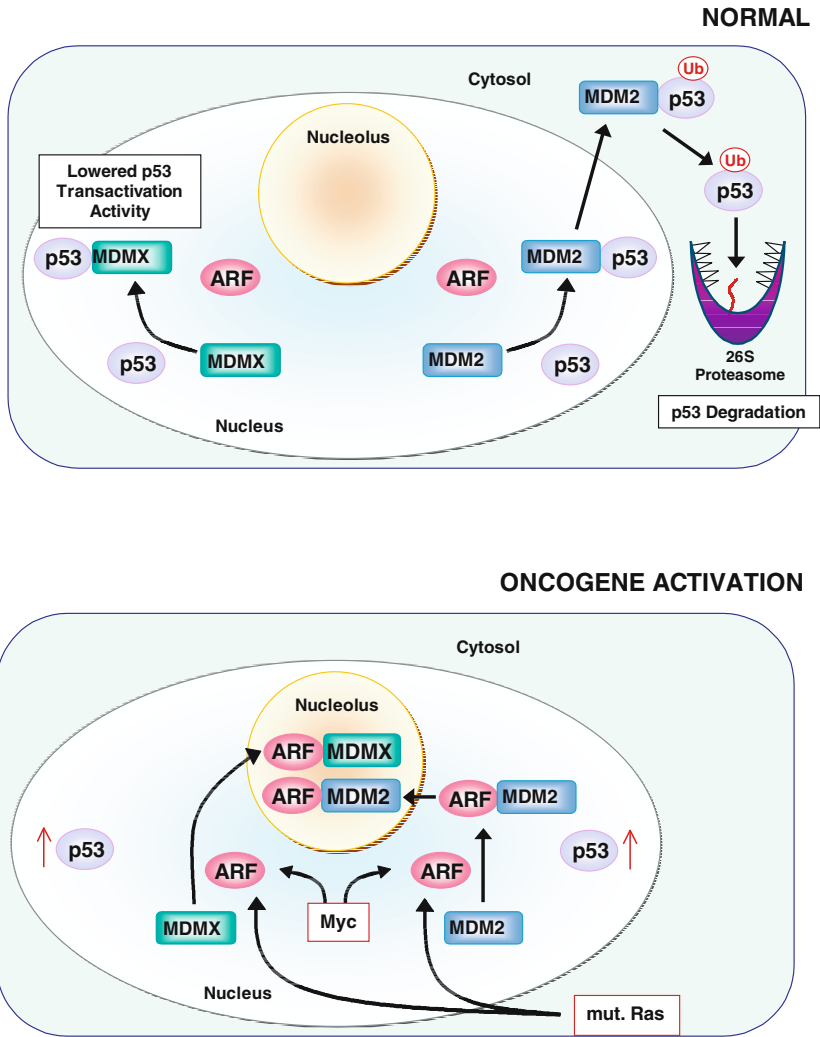 NORMAL
Cytosol
Ub
MDM2
p53
Nucleolus
Ub
p53
Lowered p53
Transactivation
Activity
p53
MDMX
ARF
ARF
MDM2
p53
p53
MDMX
MDM2
p53
26S
Proteasome
p53 Degradation
Nucleus
ONCOGENE ACTIVATION
Cytosol
Nucleolus
ARF
MDMX
ARF
MDM2
ARF
MDM2
p53
p53
ARF
ARF
MDMX
Myc
MDM2
Nucleus
mut. Ras